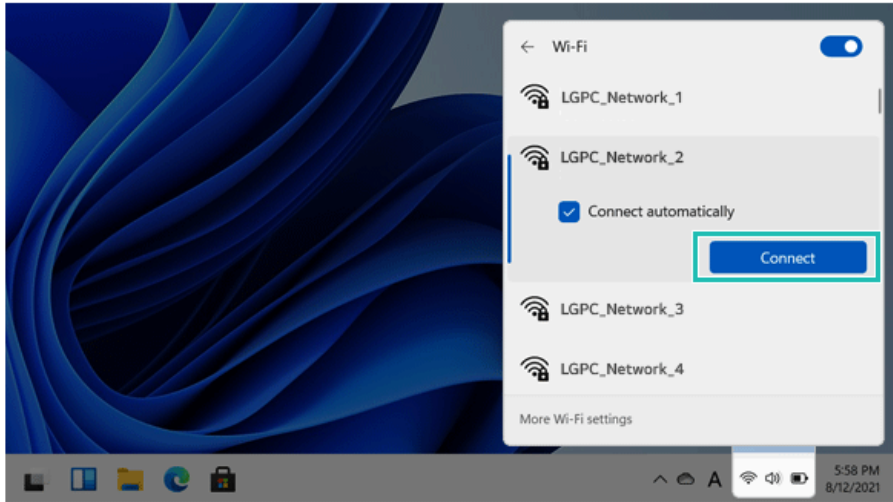 Wi-Fi
LGPC_Network_1
LGPC_Network_2
Connect automatically
Connect
LGPC_Network_3
LGPC_Network_4
More Wi-Fi settings
A
5:58 PM
8/12/2021